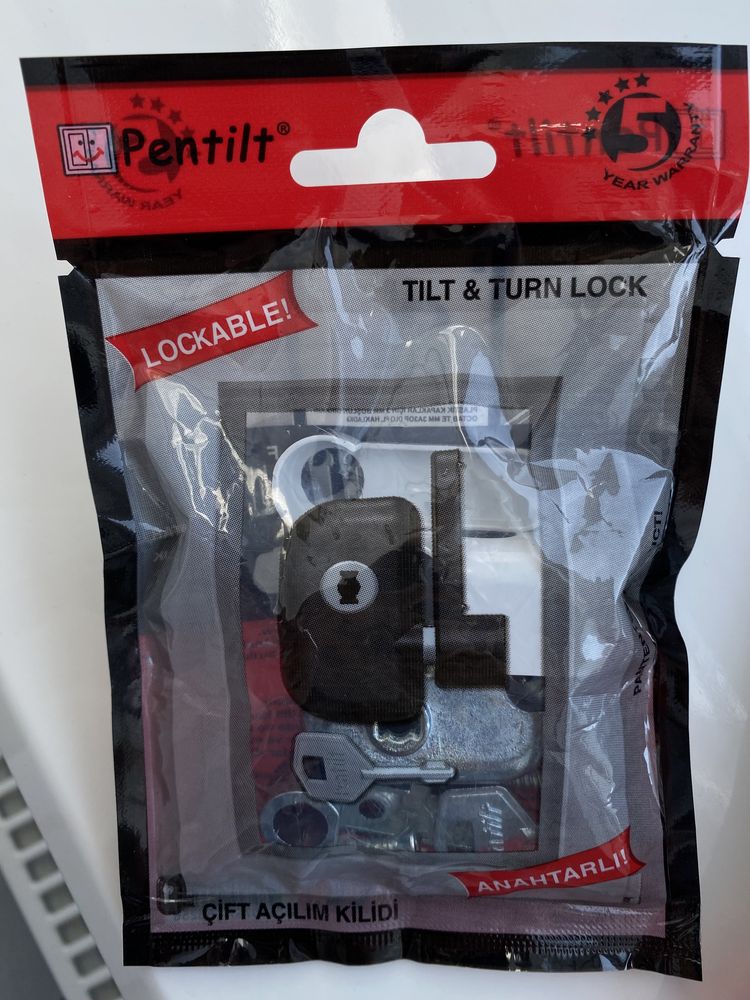 Pentilt®
5
YEAR WARRANTY
TILT & TURN LOCK
LOCKABLE!
ANAHTARLI!
ÇİFT AÇILIM KİLİDİ